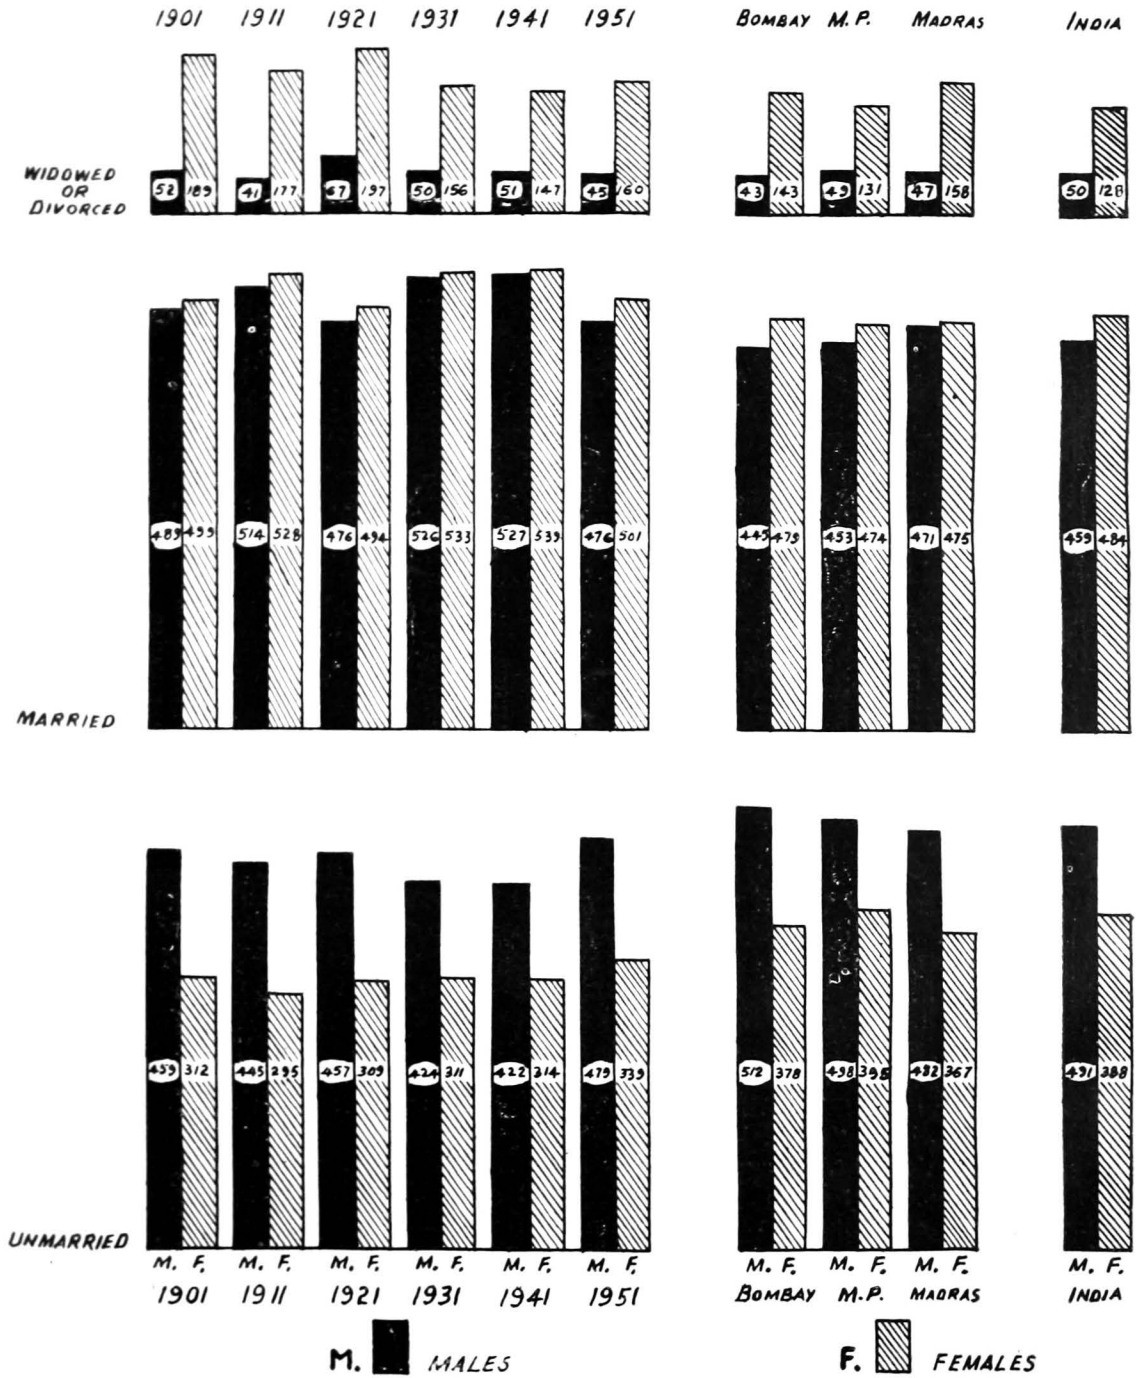 1901 1911 1921 1931 1941 1951 BOMBAY M.P. MADRAS INDIA
WIDOWED
OR
DIVORCED
52 189 41 177 67 197 50 156 51 147 45 160 43 143 49 131 47 158 50 128
489 499 514 528 476 494 526 533 527 539 476 501 445 479 453 474 471 475 459 484
MARRIED
459 312 445 295 457 309 424 311 422 314 479 339 512 378 498 395 482 367 491 388
UNMARRIED
M. F. M. F. M. F. M. F. M. F. M. F. M. F. M. F. M. F. M. F.
1901 1911 1921 1931 1941 1951 BOMBAY M.P. MADRAS INDIA
M. MALES F. FEMALES